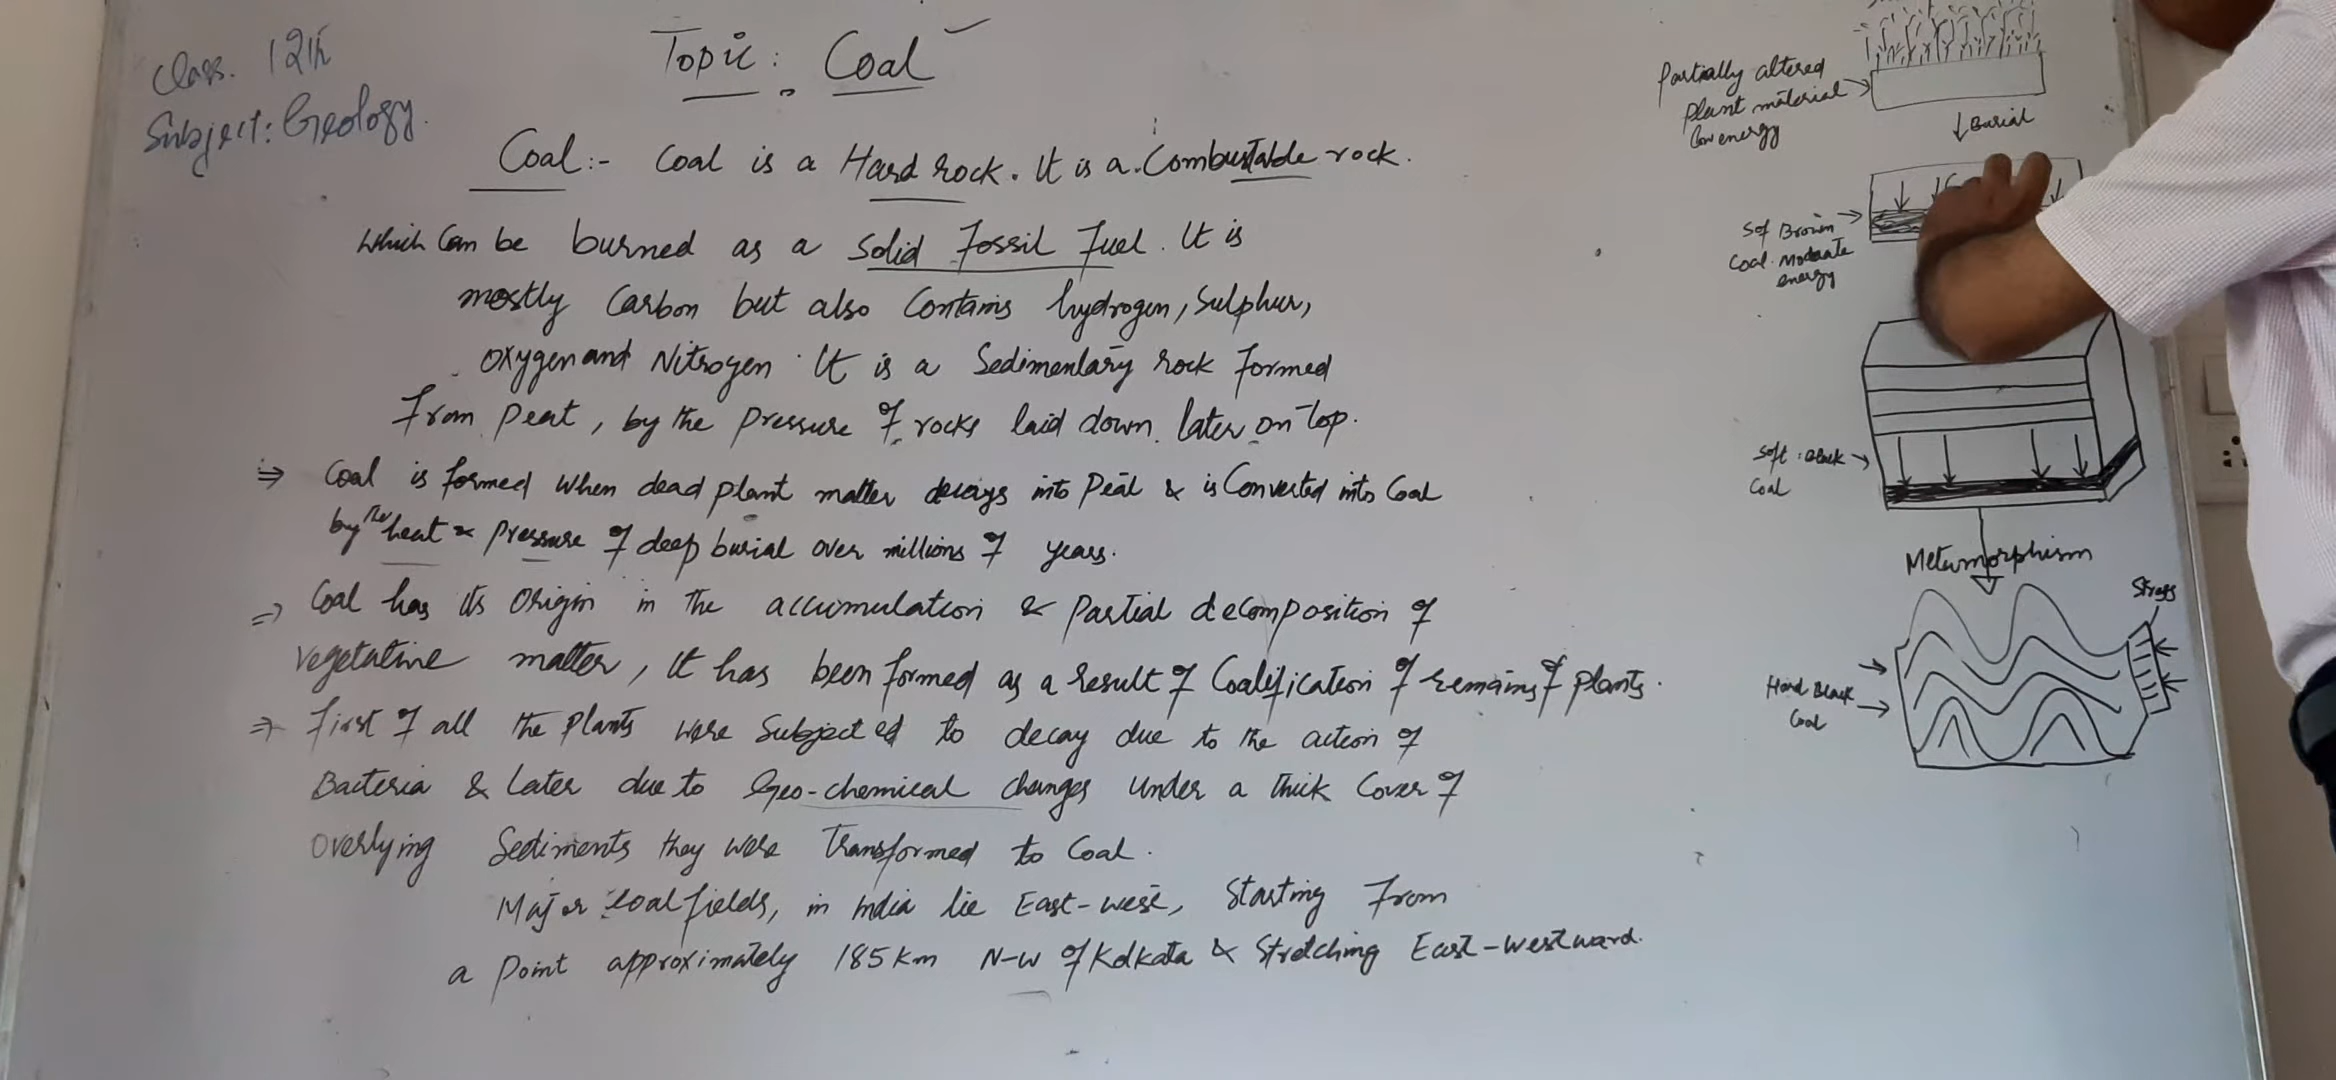 Class. 12th
Subject: Geology.
Topic: Coal
Coal:- Coal is a Hard rock. It is a Combustable rock.
which Can be burned as a Solid Fossil Fuel. It is
mostly Carbon but also Contains hydrogen, Sulphur,
Oxygen and Nitrogen. It is a Sedimentary rock Formed
From Peat, by the Pressure of rocks laid down later on top.
⇒ Coal is formed when dead plant matter decays into Peat & is Converted into Coal
by the heat & Pressure of deep burial over millions of years.
⇒ Coal has its Origin in the accumulation & Partial decomposition of
Vegetative matter, It has been formed as a result of Coalification of remains of plants.
⇒ First of all the Plants were Subjected to decay due to the action of
Bacteria & Later due to Geo-chemical changes under a thick Cover of
Overlying Sediments they were Transformed to Coal.
Major Coal fields, in India lie East-west, Starting From
a Point approximately 185 km N-W of Kolkata & Stretching East-westward.
Partially altered
Plant material
Low energy
Burial
Sof Brown
Coal Moderate
energy
Soft Black
Coal
Metamorphism
Stress
Hard Black
Coal